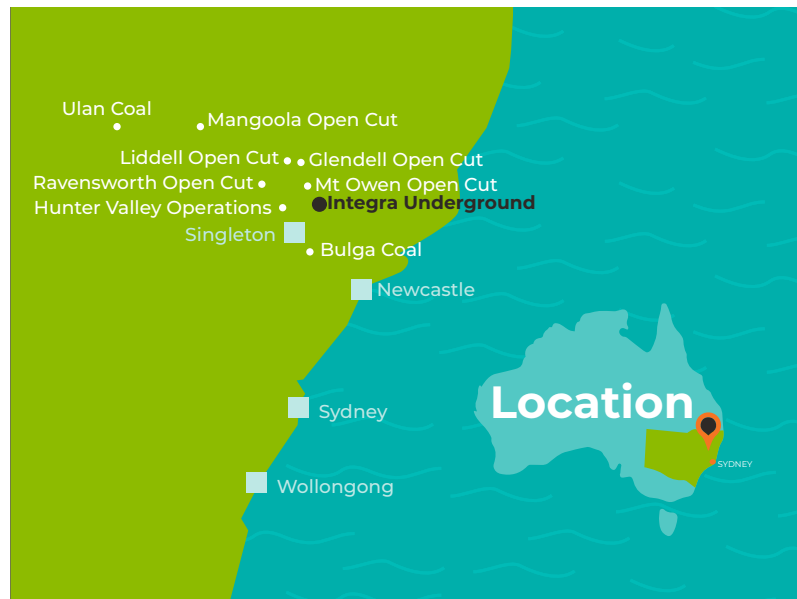 Ulan Coal
Mangoola Open Cut
Liddell Open Cut
Glendell Open Cut
Ravensworth Open Cut
Mt Owen Open Cut
Hunter Valley Operations
Integra Underground
Singleton
Bulga Coal
Newcastle
Location
Sydney
SYDNEY
Wollongong